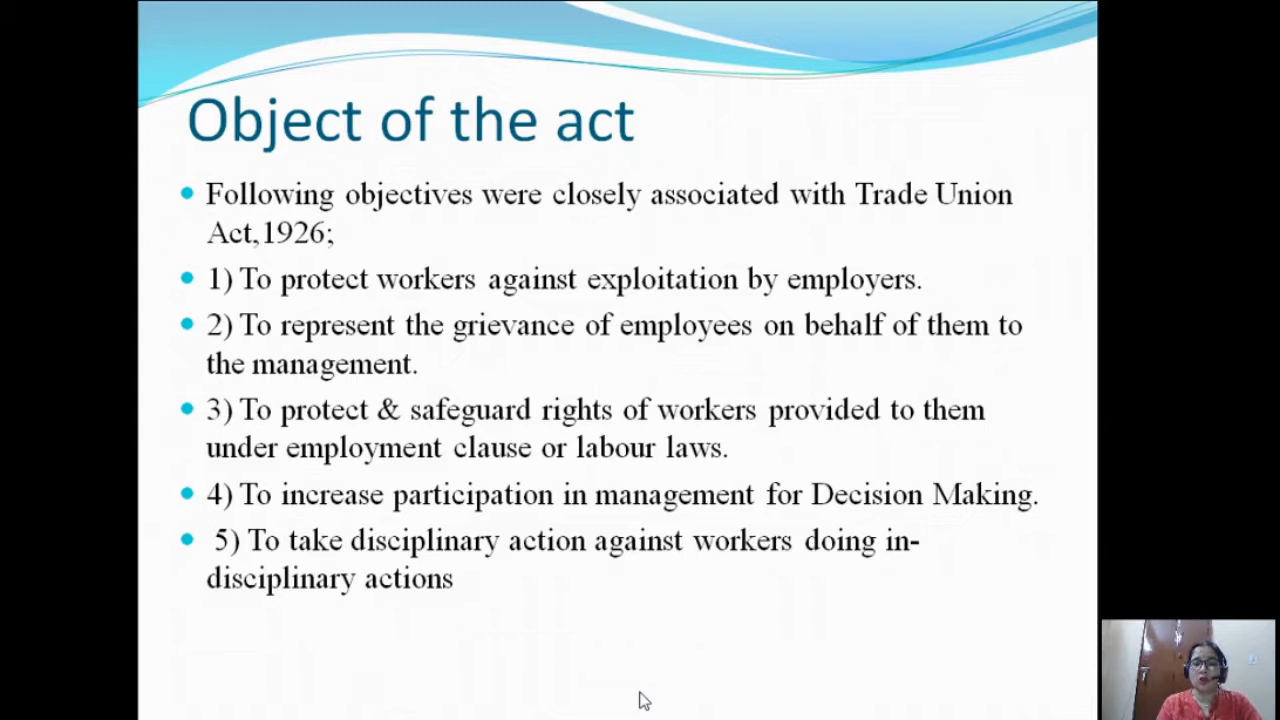 Object of the act
Following objectives were closely associated with Trade Union
Act,1926;
1) To protect workers against exploitation by employers.
2) To represent the grievance of employees on behalf of them to
the management.
3) To protect & safeguard rights of workers provided to them
under employment clause or labour laws.
4) To increase participation in management for Decision Making.
5) To take disciplinary action against workers doing in-
disciplinary actions